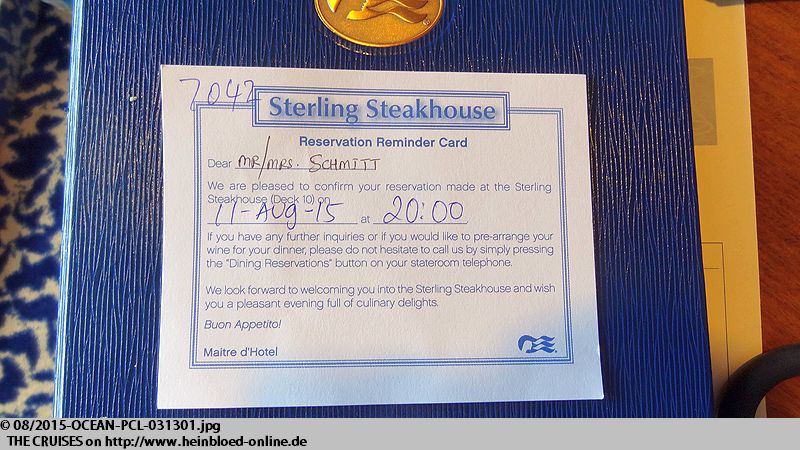 7042
Sterling Steakhouse
Reservation Reminder Card
Dear MR/MRS. SCHMITT
We are pleased to confirm your reservation made at the Sterling
Steakhouse (Deck 10) on
11-AUG-15 at 20:00
If you have any further inquiries or if you would like to pre-arrange your
wine for your dinner, please do not hesitate to call us by simply pressing
the "Dining Reservations" button on your stateroom telephone.
We look forward to welcoming you into the Sterling Steakhouse and wish
you a pleasant evening full of culinary delights.
Buon Appetito!
Maitre d'Hotel
© 08/2015-OCEAN-PCL-031301.jpg
THE CRUISES on http://www.heinbloed-online.de